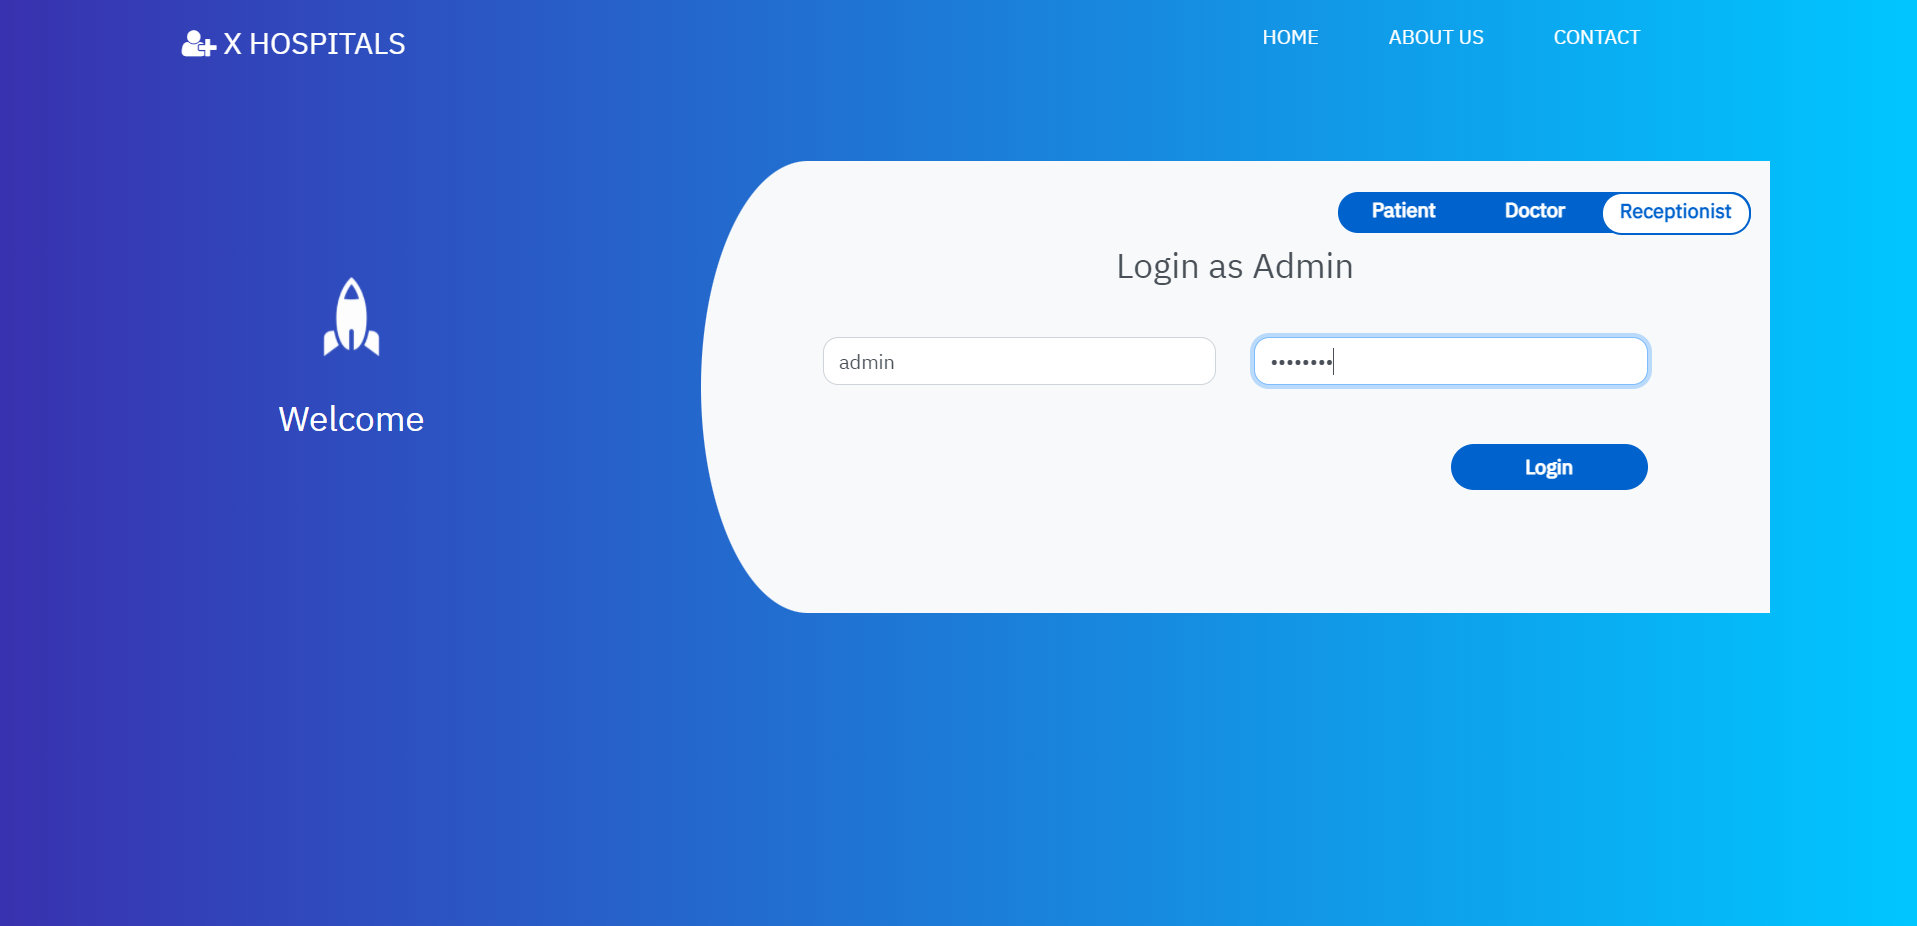 X HOSPITALS
HOME
ABOUT US
CONTACT
Patient
Doctor
Receptionist
Login as Admin
admin
••••••••
Login
Welcome